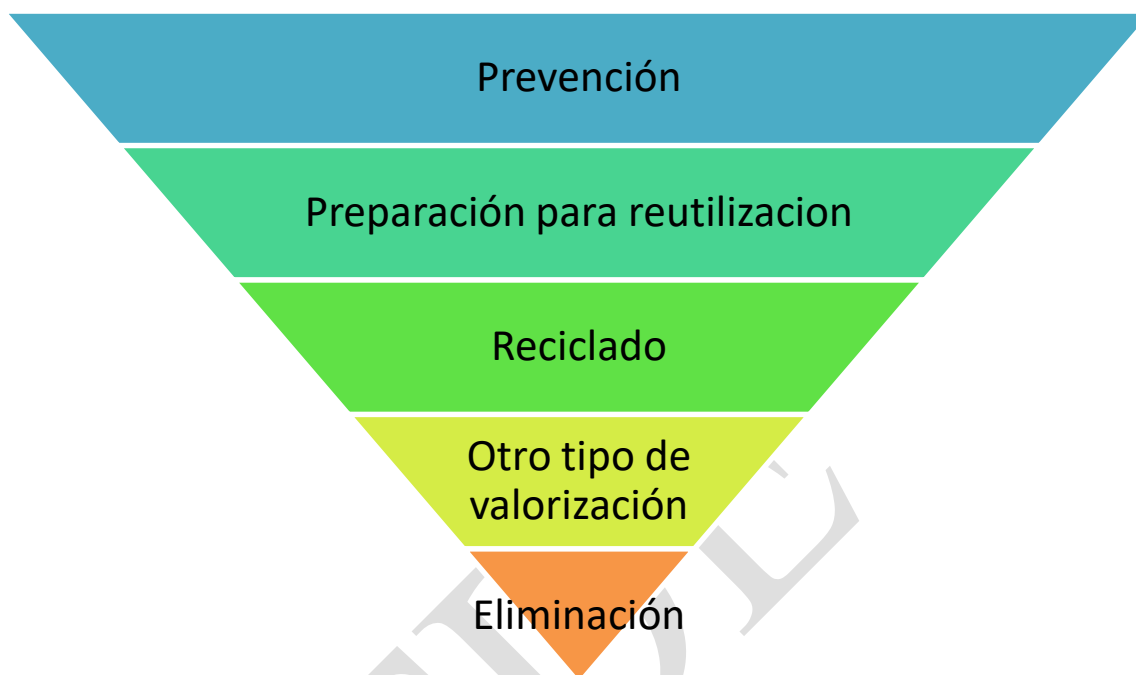 Prevención
Preparación para reutilizacion
Reciclado
Otro tipo de
valorización
Eliminación